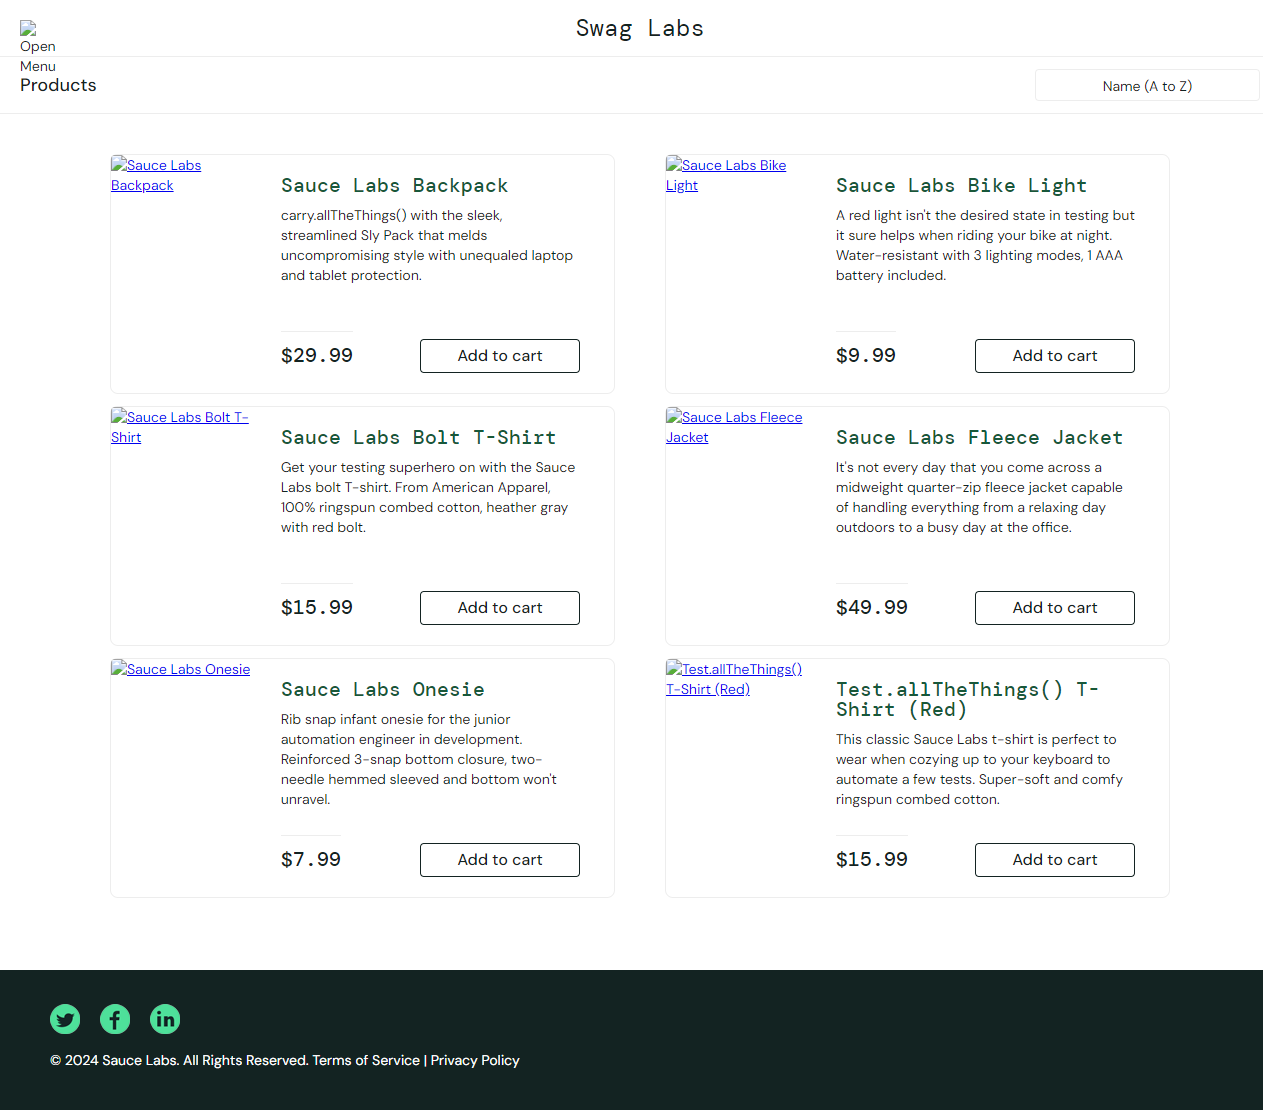 Swag Labs
Open
Menu
Products
Name (A to Z)
Sauce Labs
Backpack
Sauce Labs Backpack
carry.allTheThings() with the sleek,
streamlined Sly Pack that melds
uncompromising style with unequaled laptop
and tablet protection.
$29.99
Add to cart
Sauce Labs Bike
Light
Sauce Labs Bike Light
A red light isn't the desired state in testing but
it sure helps when riding your bike at night.
Water-resistant with 3 lighting modes, 1 AAA
battery included.
$9.99
Add to cart
Sauce Labs Bolt T-
Shirt
Sauce Labs Bolt T-Shirt
Get your testing superhero on with the Sauce
Labs bolt T-shirt. From American Apparel,
100% ringspun combed cotton, heather gray
with red bolt.
$15.99
Add to cart
Sauce Labs Fleece
Jacket
Sauce Labs Fleece Jacket
It's not every day that you come across a
midweight quarter-zip fleece jacket capable
of handling everything from a relaxing day
outdoors to a busy day at the office.
$49.99
Add to cart
Sauce Labs Onesie
Sauce Labs Onesie
Rib snap infant onesie for the junior
automation engineer in development.
Reinforced 3-snap bottom closure, two-
needle hemmed sleeved and bottom won't
unravel.
$7.99
Add to cart
Test.allTheThings()
T-Shirt (Red)
Test.allTheThings() T-
Shirt (Red)
This classic Sauce Labs t-shirt is perfect to
wear when cozying up to your keyboard to
automate a few tests. Super-soft and comfy
ringspun combed cotton.
$15.99
Add to cart
© 2024 Sauce Labs. All Rights Reserved. Terms of Service | Privacy Policy